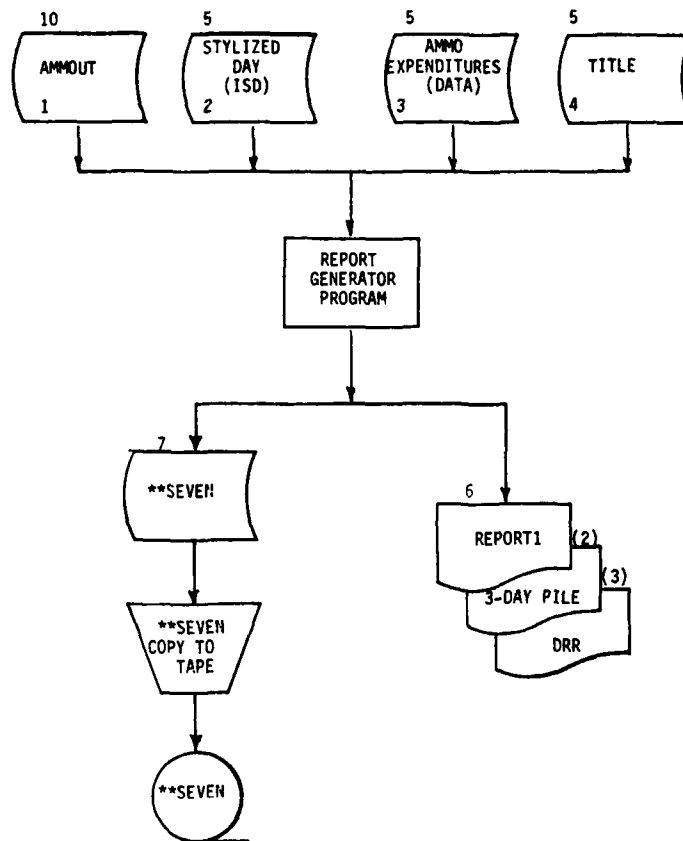 10
AMMOUT
1
5
STYLIZED
DAY
(ISD)
2
5
AMMO
EXPENDITURES
(DATA)
3
5
TITLE
4
REPORT
GENERATOR
PROGRAM
7
**SEVEN
**SEVEN
COPY TO
TAPE
**SEVEN
6
REPORT1
(2)
3-DAY PILE
(3)
DRR